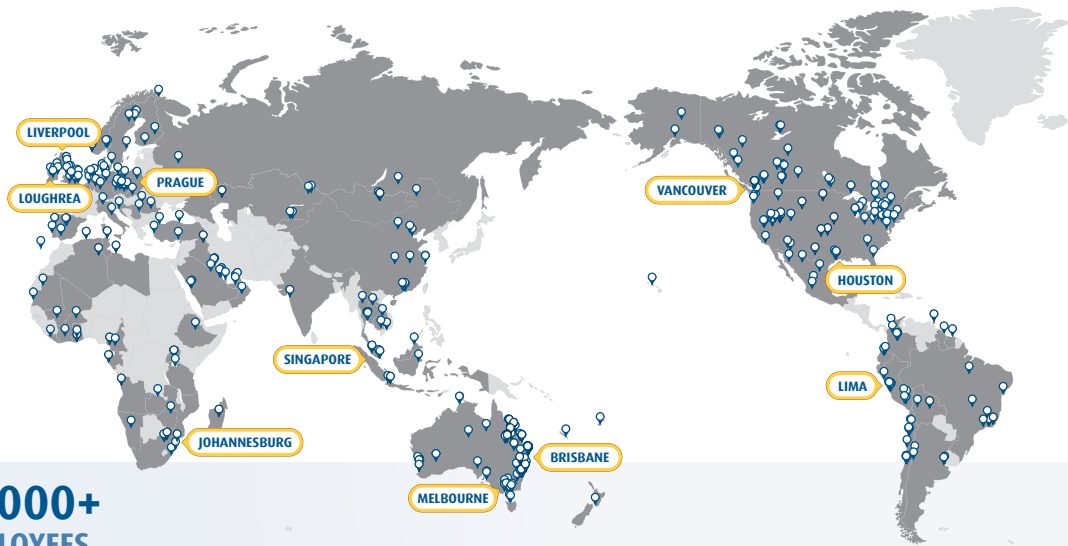 LIVERPOOL
PRAGUE
LOUGHREA
VANCOUVER
HOUSTON
SINGAPORE
LIMA
JOHANNESBURG
BRISBANE
MELBOURNE
000+